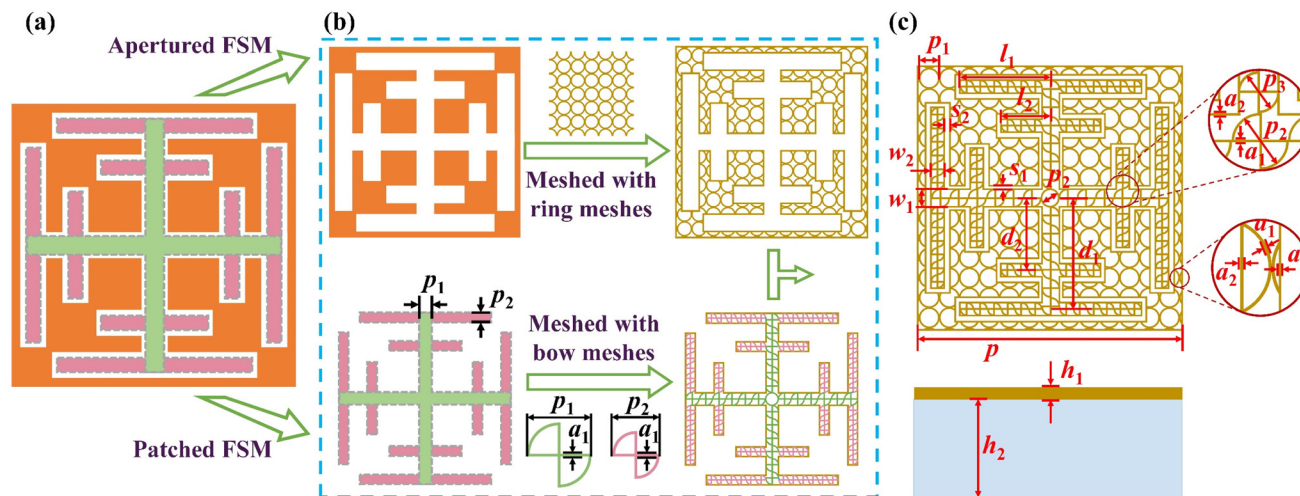 (a)
Apertured FSM
Patched FSM
(b)
Meshed with
ring meshes
p1
p2
Meshed with
bow meshes
p1
p2
a1
a1
(c)
p1
l1
l2
s2
w2
w1
s1
p2
d2
d1
p
a2
p3
p2
a1
a1
a2
a
h1
h2